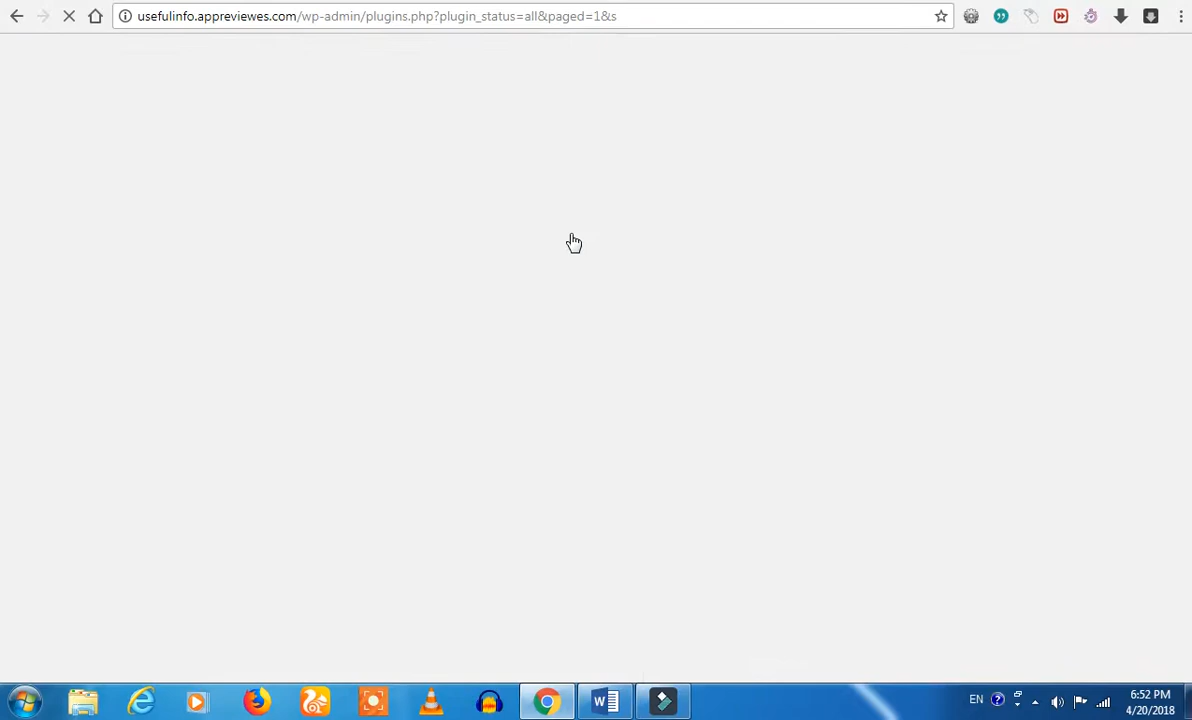 usefulinfo.appreviewes.com/wp-admin/plugins.php?plugin_status=all&paged=1&s
EN
6:52 PM
4/20/2018